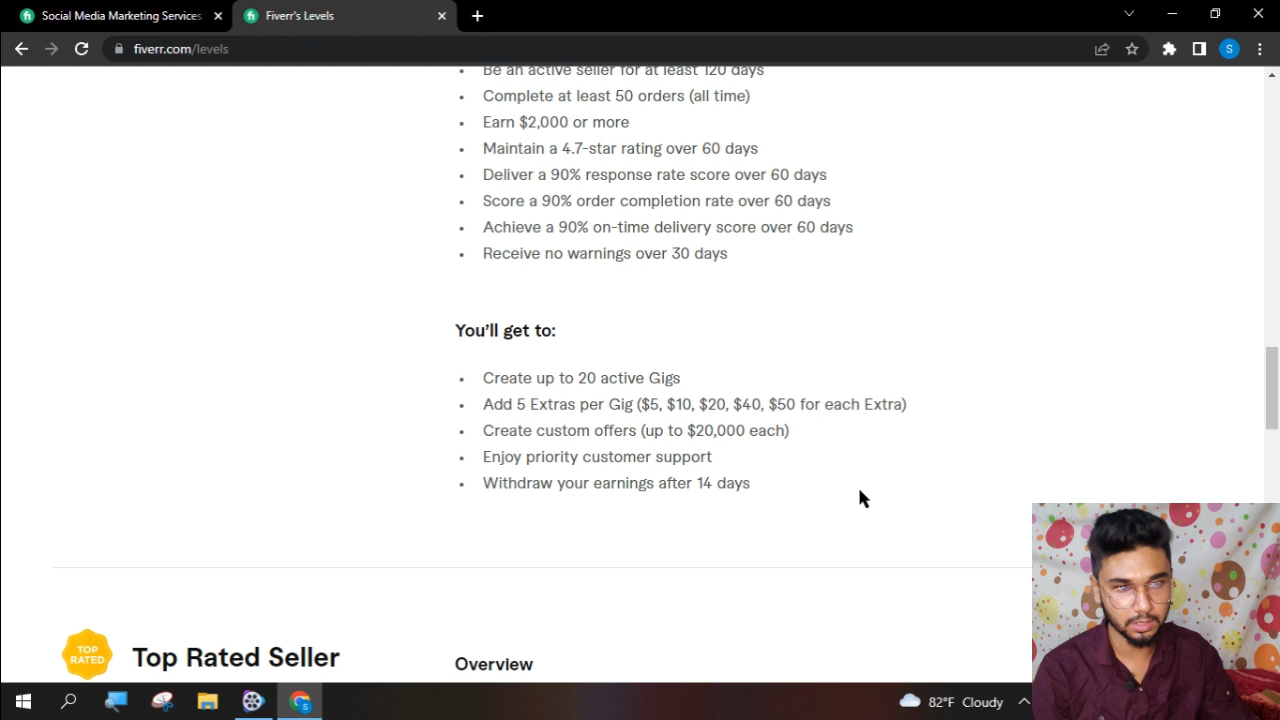 Social Media Marketing Services
Fiverr's Levels
fiverr.com/levels
S
Be an active seller for at least 120 days
Complete at least 50 orders (all time)
Earn $2,000 or more
Maintain a 4.7-star rating over 60 days
Deliver a 90% response rate score over 60 days
Score a 90% order completion rate over 60 days
Achieve a 90% on-time delivery score over 60 days
Receive no warnings over 30 days
You'll get to:
Create up to 20 active Gigs
Add 5 Extras per Gig ($5, $10, $20, $40, $50 for each Extra)
Create custom offers (up to $20,000 each)
Enjoy priority customer support
Withdraw your earnings after 14 days
TOP
RATED
Top Rated Seller
Overview
82°F Cloudy